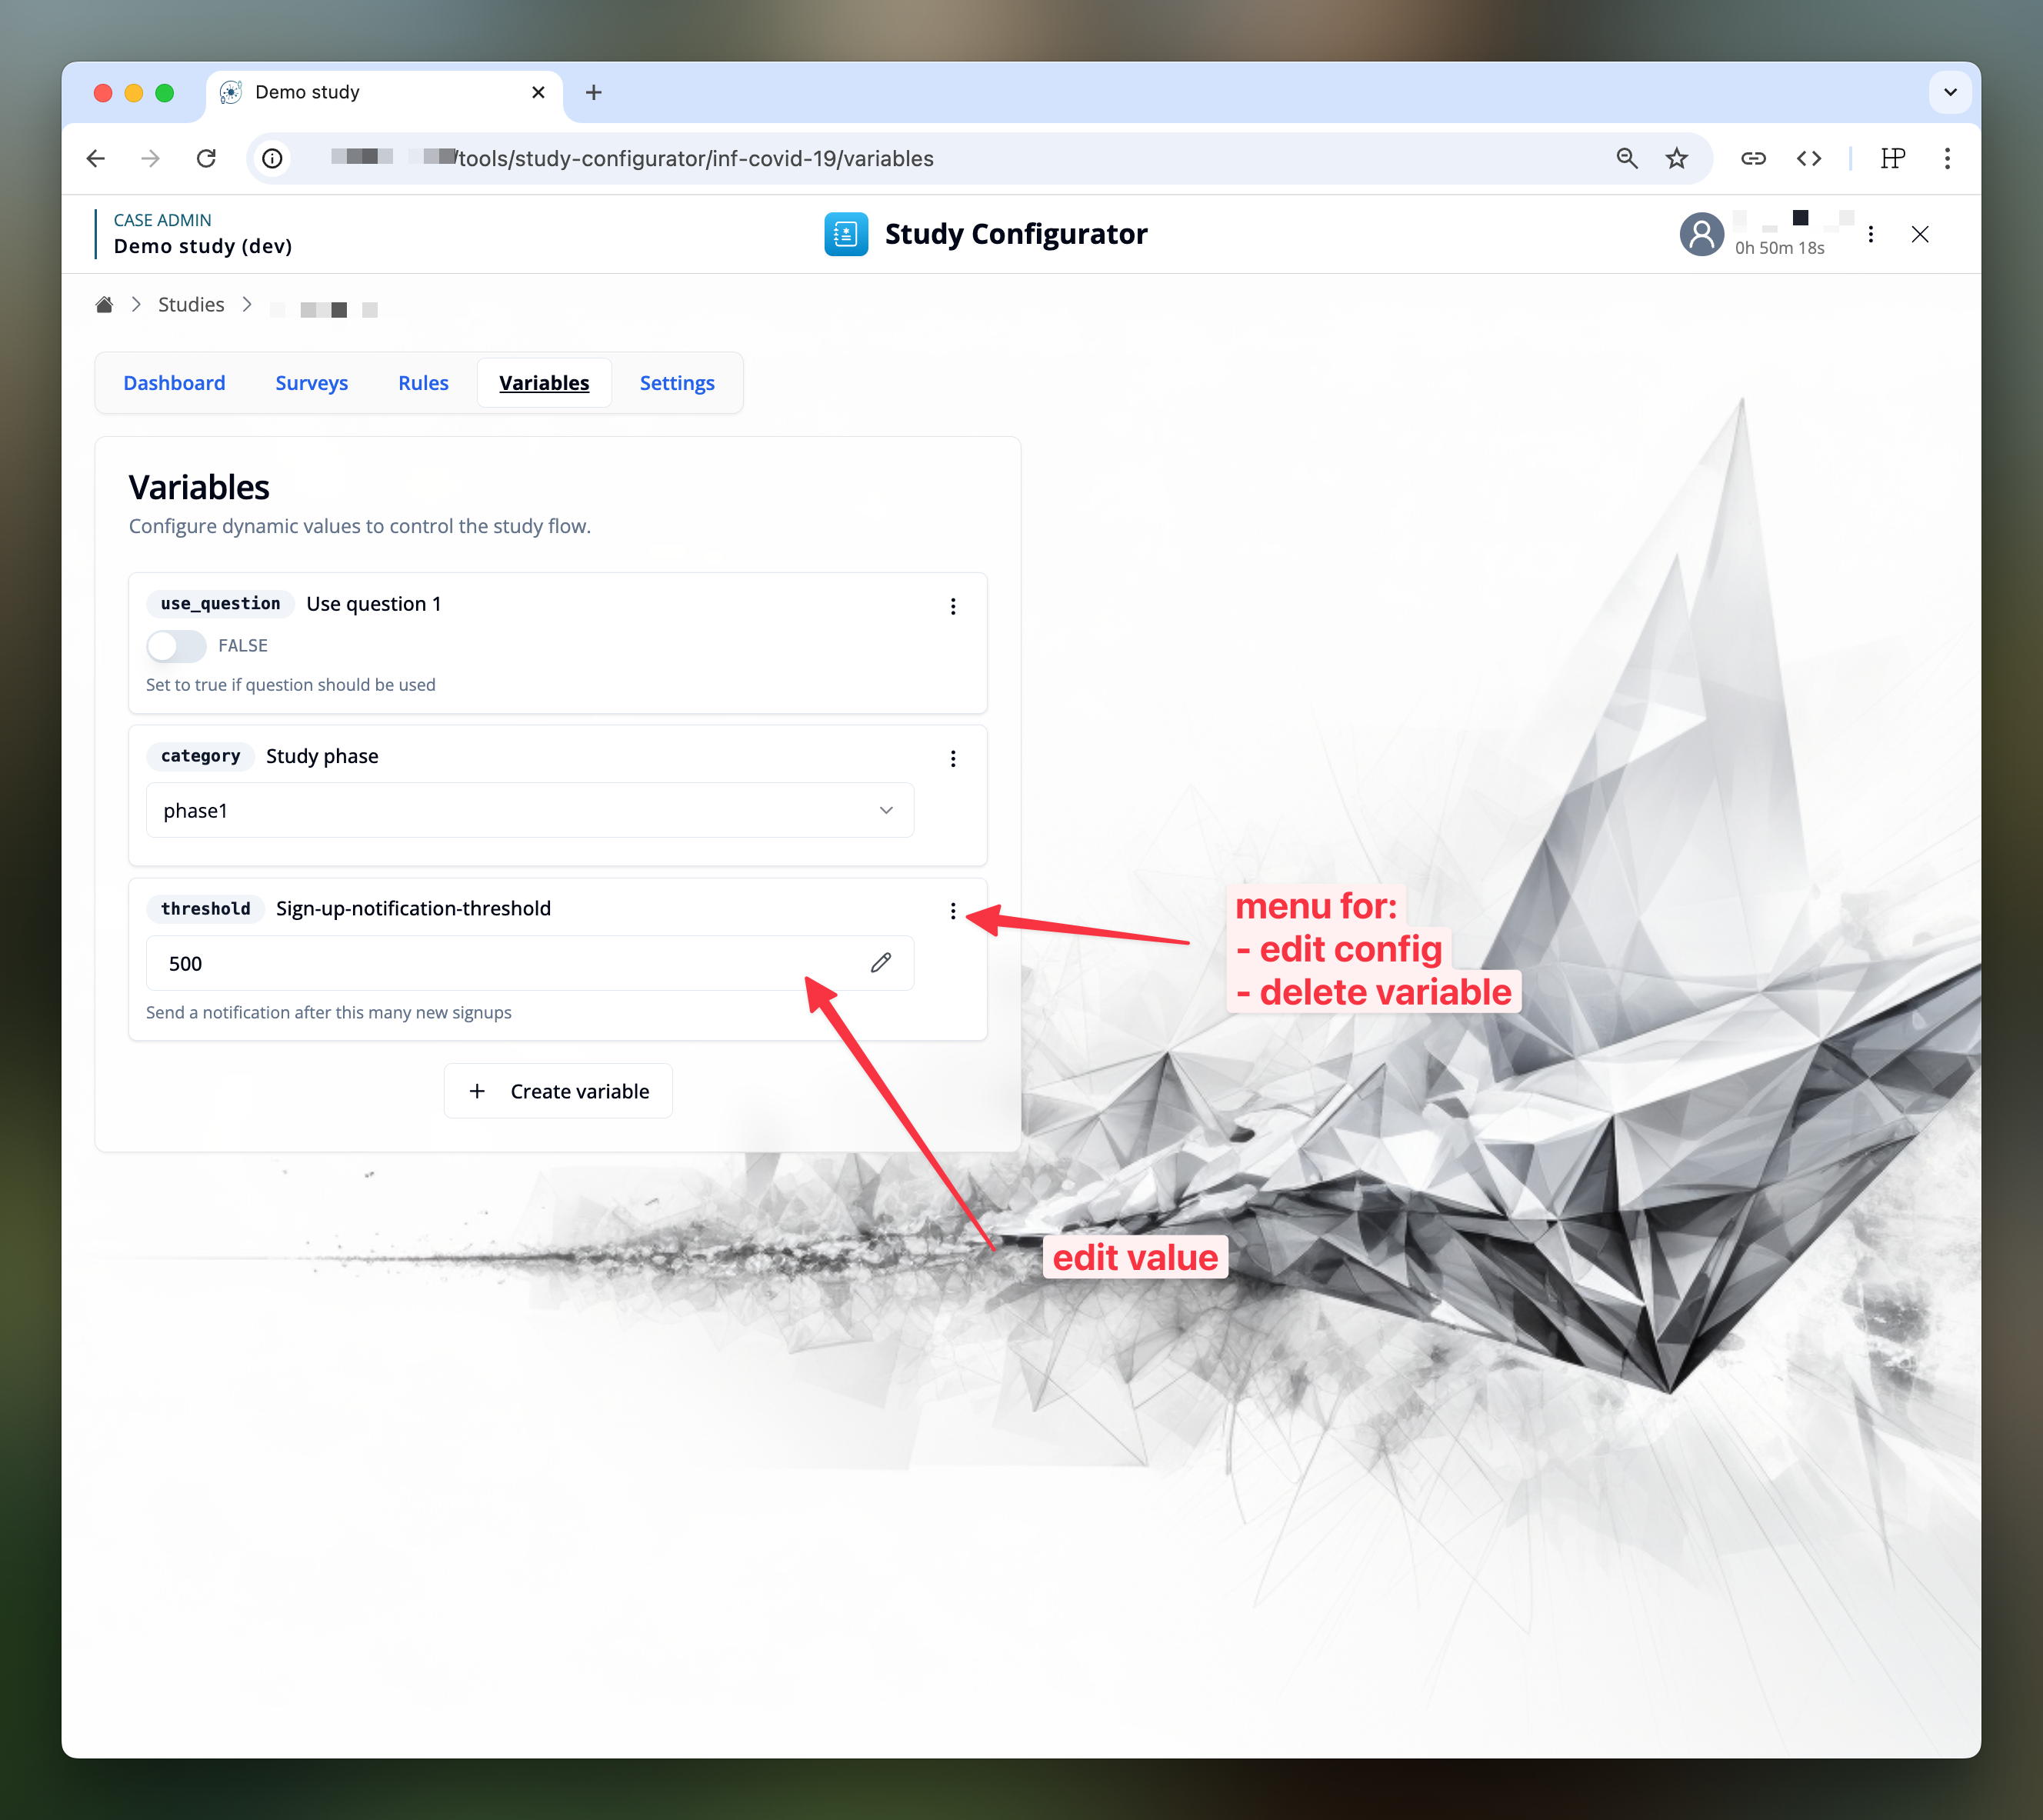 Demo study
/tools/study-configurator/inf-covid-19/variables
CASE ADMIN
Demo study (dev)
Study Configurator
0h 50m 18s
Studies
Dashboard
Surveys
Rules
Variables
Settings
Variables
Configure dynamic values to control the study flow.
use_question Use question 1
FALSE
Set to true if question should be used
category Study phase
phase1
threshold Sign-up-notification-threshold
500
Send a notification after this many new signups
Create variable
menu for:
- edit config
- delete variable
edit value